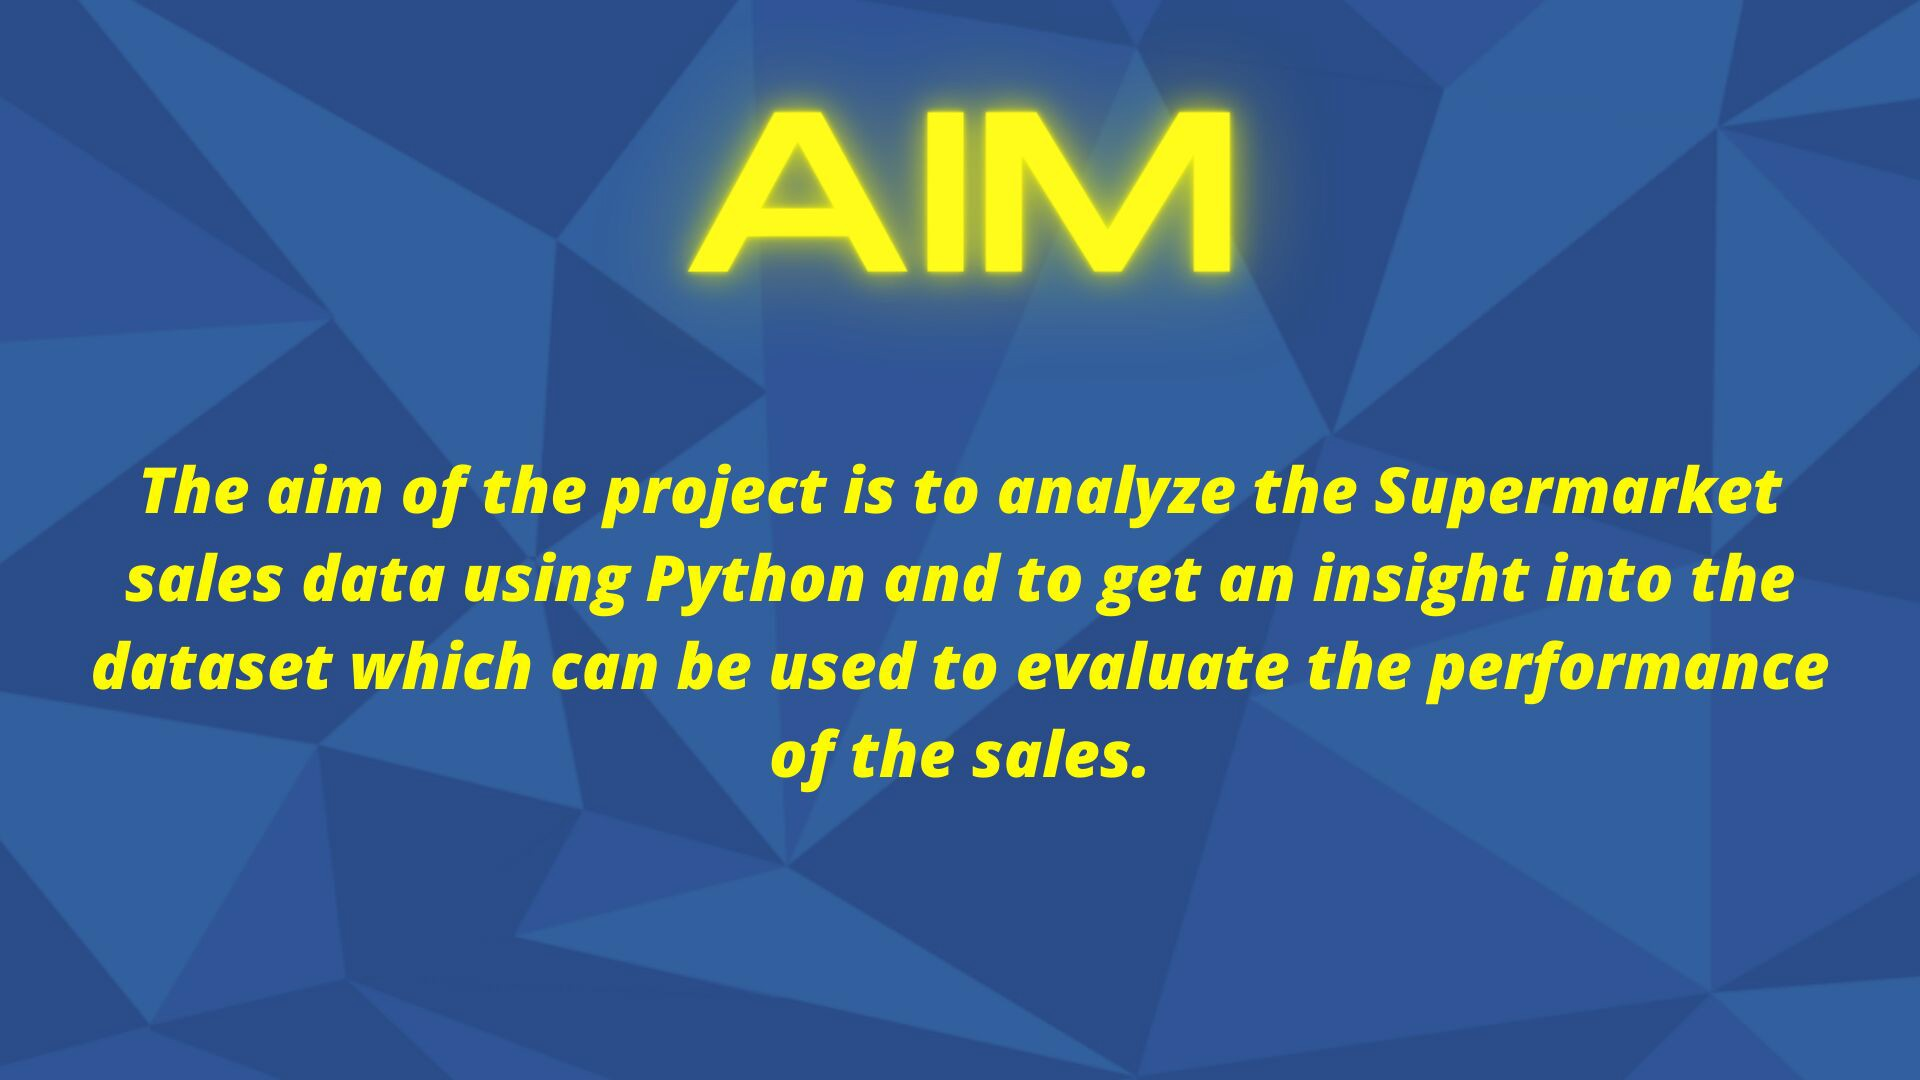 AIM
The aim of the project is to analyze the Supermarket
sales data using Python and to get an insight into the
dataset which can be used to evaluate the performance
of the sales.